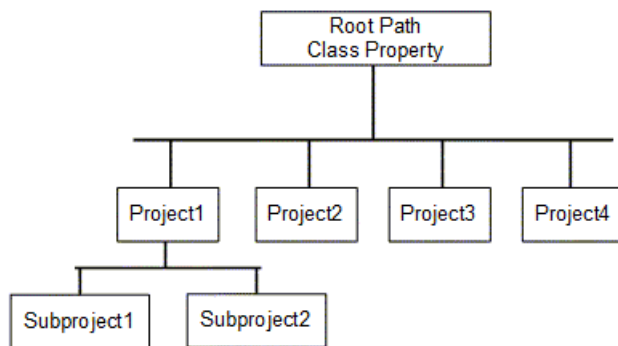 Root Path
Class Property
Project1
Project2
Project3
Project4
Subproject1
Subproject2